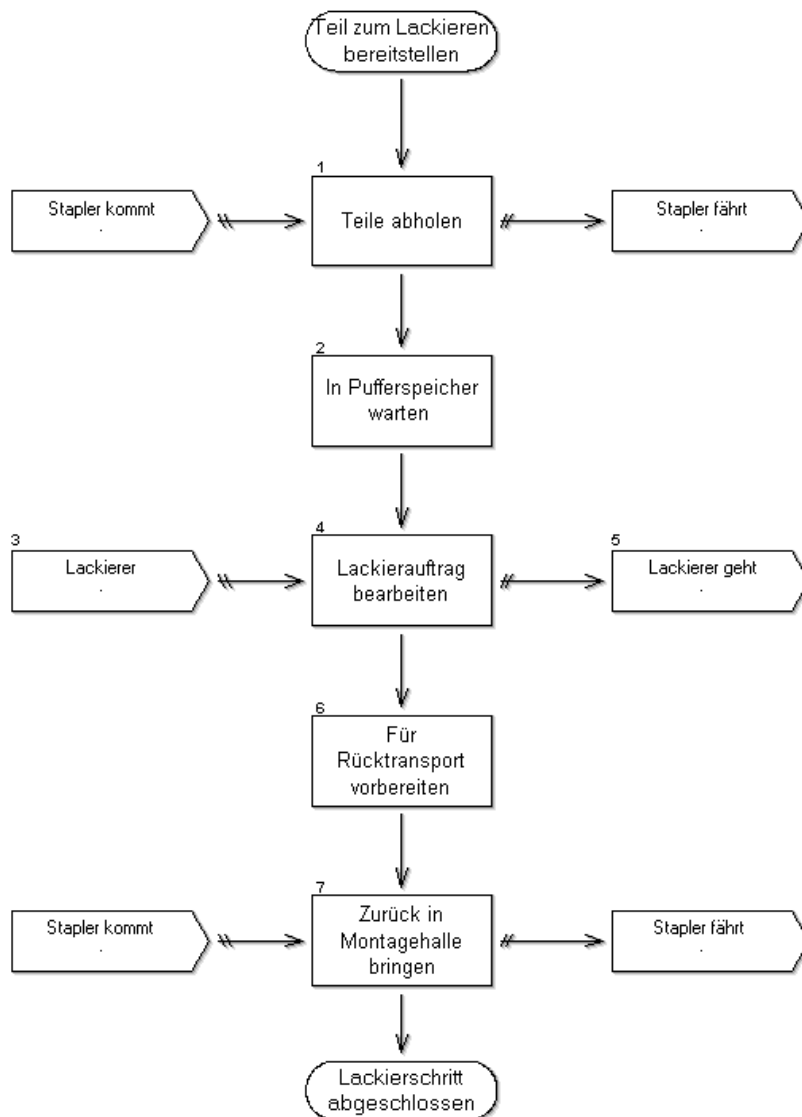 Teil zum Lackieren
bereitstellen
1
Stapler kommt
.
Teile abholen
Stapler fährt
.
2
In Pufferspeicher
warten
3
Lackierer
.
4
Lackierauftrag
bearbeiten
5
Lackierer geht
.
6
Für
Rücktransport
vorbereiten
7
Stapler kommt
.
Zurück in
Montagehalle
bringen
Stapler fährt
.
Lackierschritt
abgeschlossen